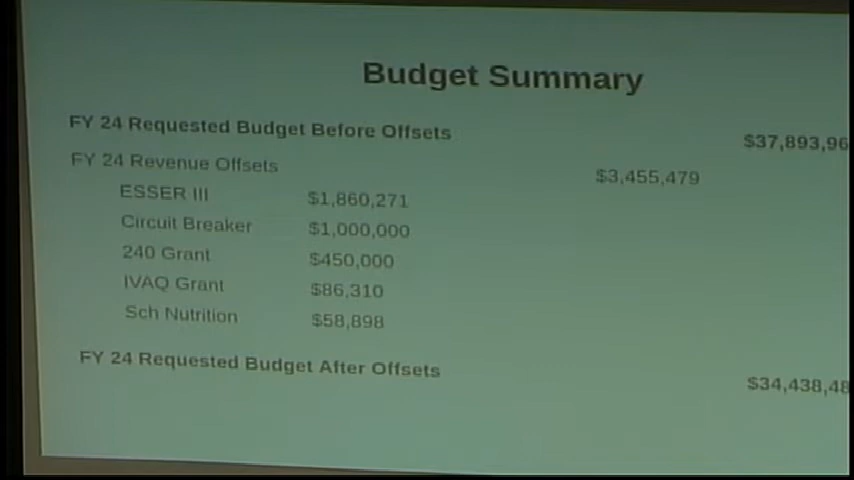 Budget Summary
FY 24 Requested Budget Before Offsets $37,893,96
FY 24 Revenue Offsets $3,455,479
ESSER III $1,860,271
Circuit Breaker $1,000,000
240 Grant $450,000
IVAQ Grant $86,310
Sch Nutrition $58,898
FY 24 Requested Budget After Offsets $34,438,48